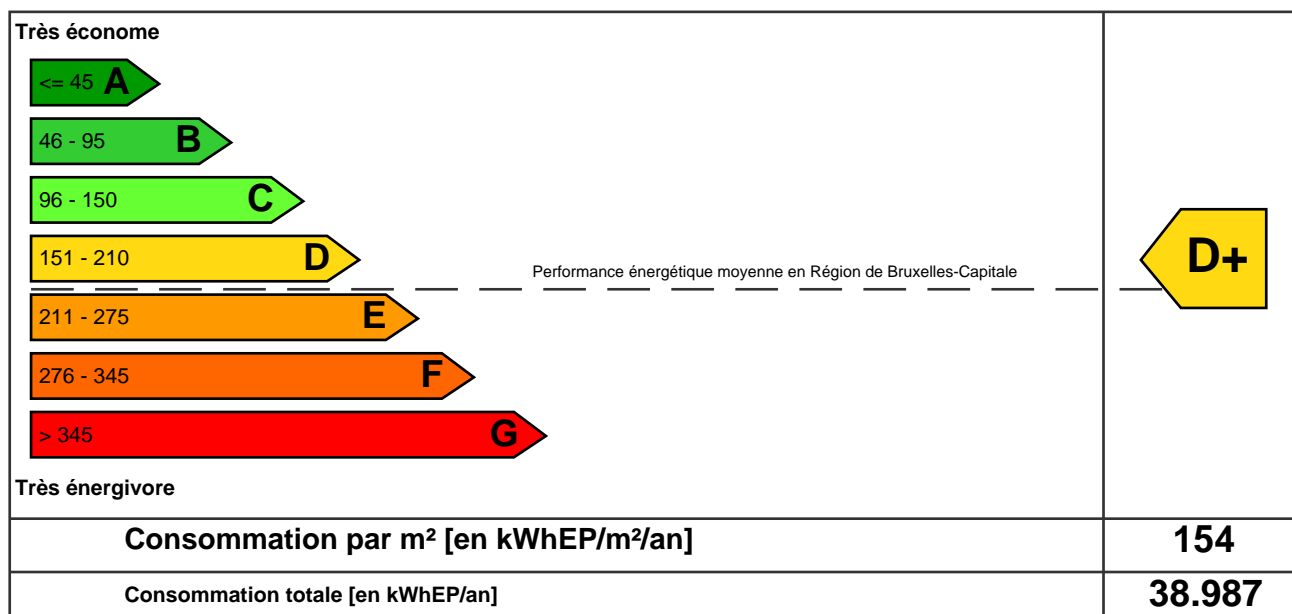 Très économe
<= 45 A
46 - 95 B
96 - 150 C
151 - 210 D
Performance énergétique moyenne en Région de Bruxelles-Capitale
D+
211 - 275 E
276 - 345 F
> 345 G
Très énergivore
Consommation par m² [en kWhEP/m²/an] 154
Consommation totale [en kWhEP/an] 38.987